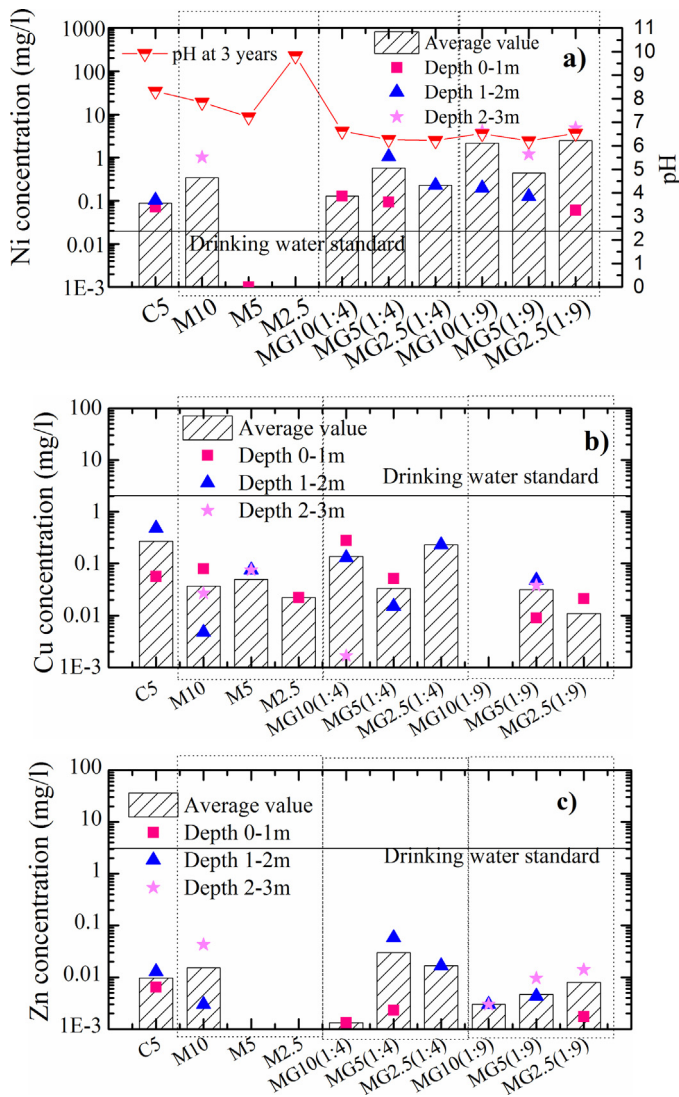 Ni concentration (mg/l)
1000
100
10
1
0.1
0.01
1E-3
pH at 3 years
Average value
Depth 0-1m
Depth 1-2m
Depth 2-3m
a)
Drinking water standard
11
10
9
8
7
6
5
4
3
2
1
0
pH
C5
M10
M5
M2.5
MG10(1:4)
MG5(1:4)
MG2.5(1:4)
MG10(1:9)
MG5(1:9)
MG2.5(1:9)
Cu concentration (mg/l)
100
10
1
0.1
0.01
1E-3
Average value
Depth 0-1m
Depth 1-2m
Depth 2-3m
b)
Drinking water standard
C5
M10
M5
M2.5
MG10(1:4)
MG5(1:4)
MG2.5(1:4)
MG10(1:9)
MG5(1:9)
MG2.5(1:9)
Zn concentration (mg/l)
100
10
1
0.1
0.01
1E-3
Average value
Depth 0-1m
Depth 1-2m
Depth 2-3m
c)
Drinking water standard
C5
M10
M5
M2.5
MG10(1:4)
MG5(1:4)
MG2.5(1:4)
MG10(1:9)
MG5(1:9)
MG2.5(1:9)